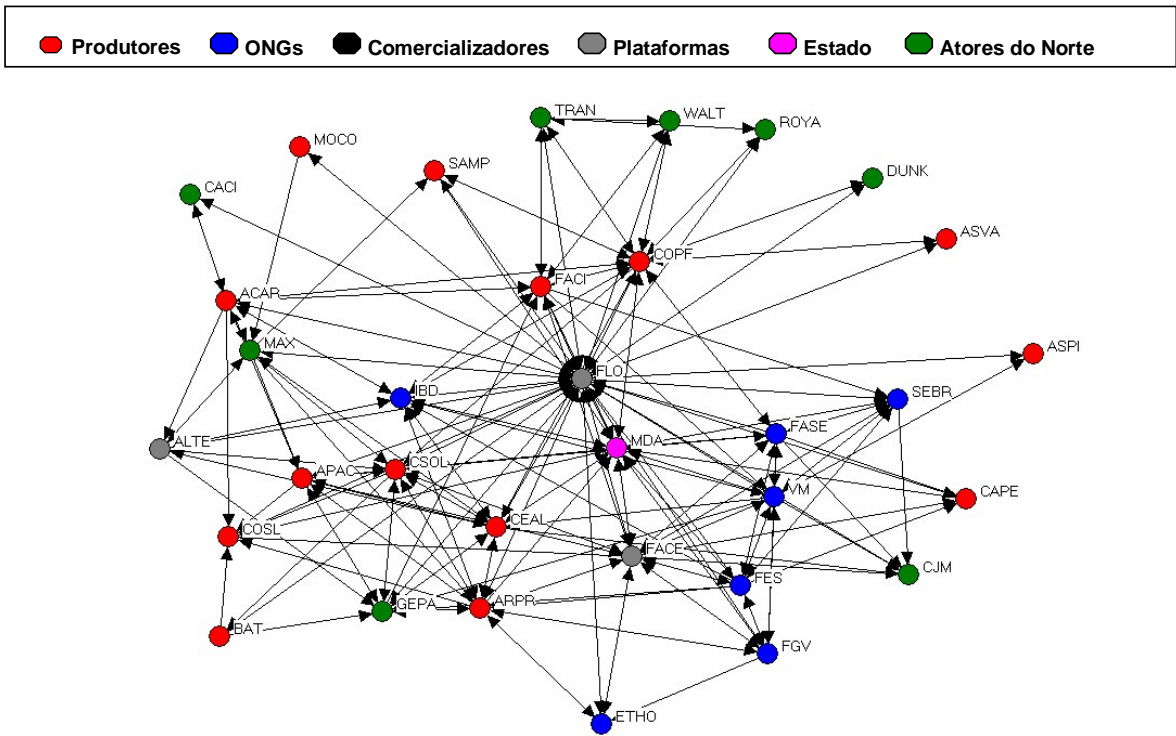 Produtores ONGs Comercializadores Plataformas Estado Atores do Norte
TRAN WALT ROYA
MOCO
SAMP
DUNK
CACI
ASVA
COPF
FACI
ACAR
MAX
ASPI
FLO
IBD
SEBR
FASE
ALTE
MDA
CSOL
APAC
VM
CAPE
CEAL
COSL
FACE
CJM
FES
GEPA
ARPR
BAT
FGV
ETHO